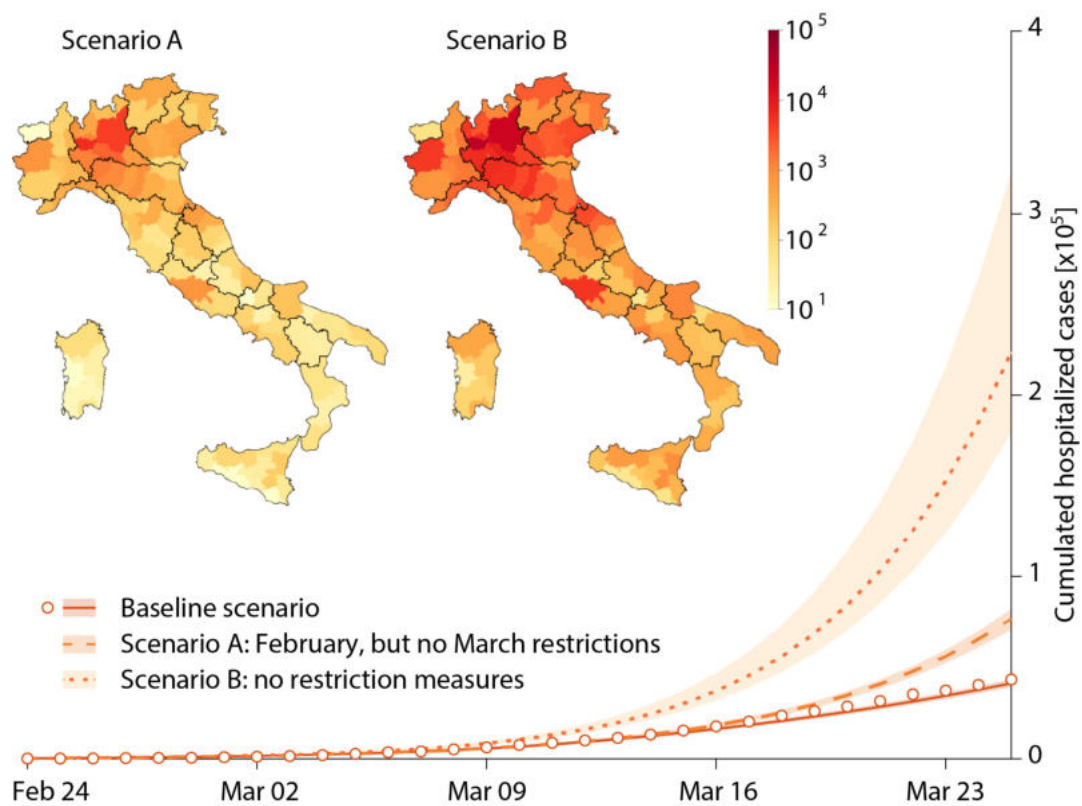 Scenario A
Scenario B
10^5
10^4
10^3
10^2
10^1
4
3
2
1
0
Cumulated hospitalized cases [x10^5]
Baseline scenario
Scenario A: February, but no March restrictions
Scenario B: no restriction measures
Feb 24
Mar 02
Mar 09
Mar 16
Mar 23